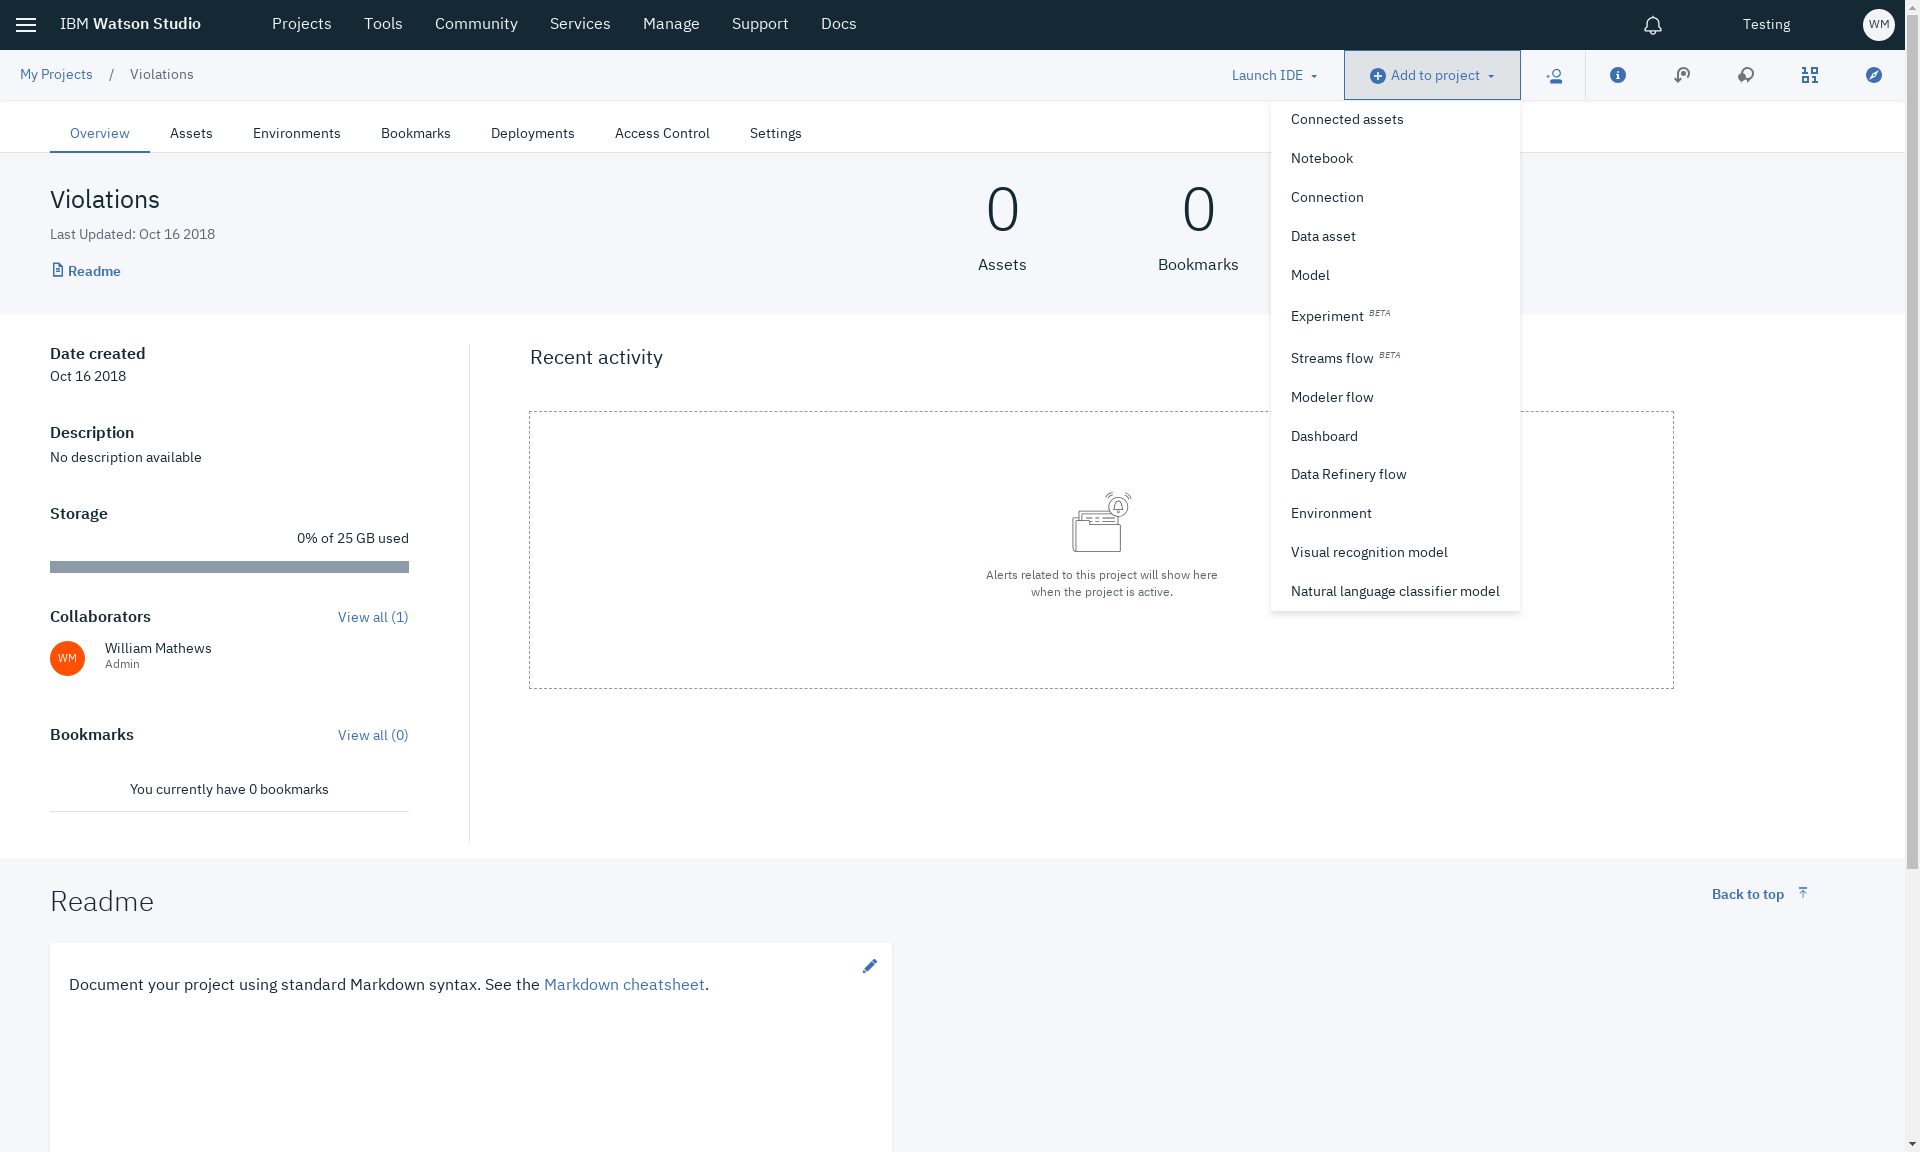 IBM Watson Studio
Projects
Tools
Community
Services
Manage
Support
Docs
Testing
WM
My Projects / Violations
Launch IDE
Add to project
Overview
Assets
Environments
Bookmarks
Deployments
Access Control
Settings
Connected assets
Notebook
Connection
Data asset
Model
Experiment BETA
Streams flow BETA
Modeler flow
Dashboard
Data Refinery flow
Environment
Visual recognition model
Natural language classifier model
Violations
Last Updated: Oct 16 2018
Readme
0
Assets
0
Bookmarks
Date created
Oct 16 2018
Description
No description available
Storage
0% of 25 GB used
Collaborators
View all (1)
WM
William Mathews
Admin
Bookmarks
View all (0)
You currently have 0 bookmarks
Recent activity
Alerts related to this project will show here
when the project is active.
Readme
Back to top
Document your project using standard Markdown syntax. See the Markdown cheatsheet.